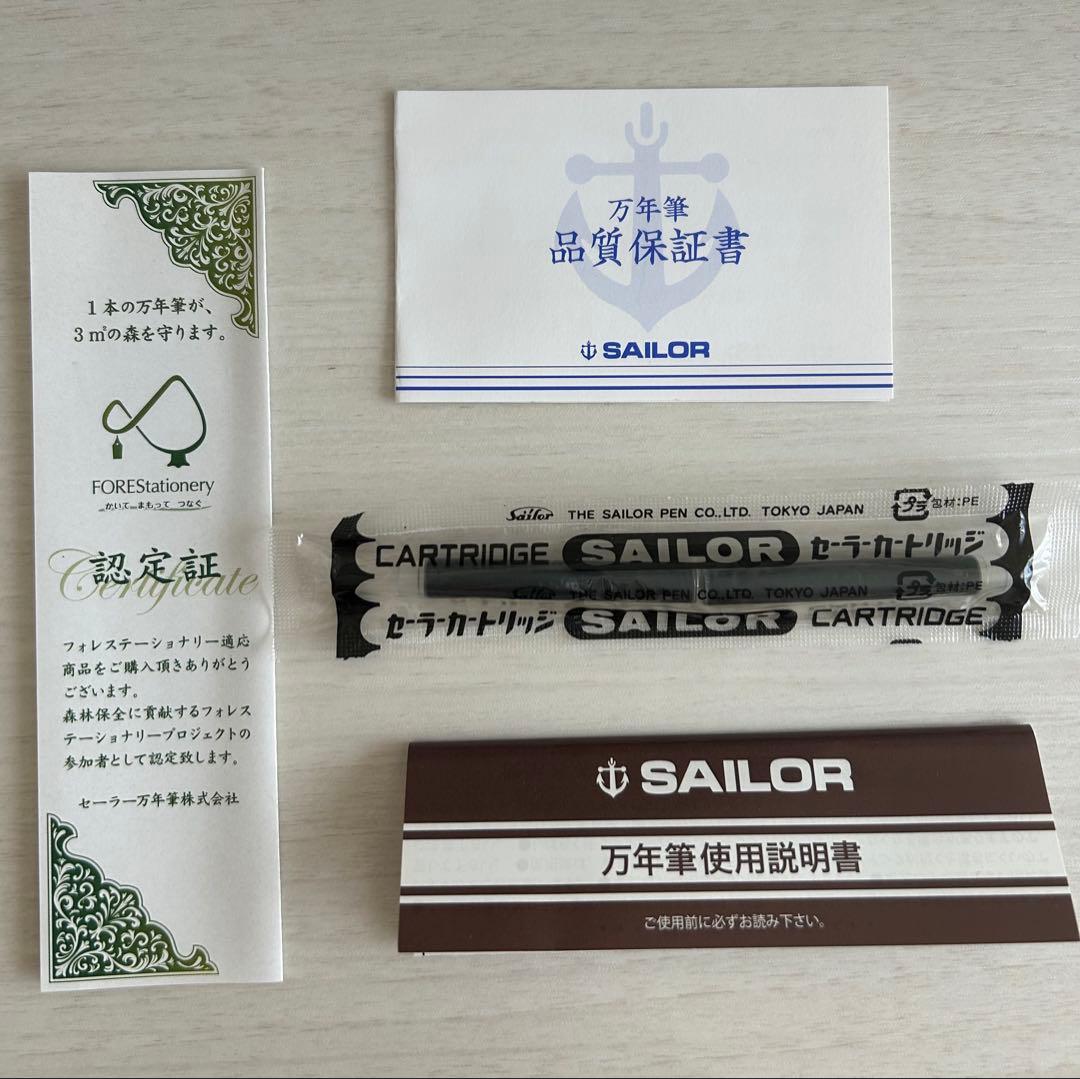 1本の万年筆が、
3㎡の森を守ります。
FOREStationery
かいて まもって つなぐ
Certificate
認定証
フォレステーショナリー適応
商品をご購入頂きありがとう
ございます。
森林保全に貢献するフォレス
テーショナリープロジェクトの
参加者として認定致します。
セーラー万年筆株式会社
万年筆
品質保証書
SAILOR
Sailor THE SAILOR PEN CO.,LTD. TOKYO JAPAN プラ 包材:PE
CARTRIDGE SAILOR セーラーカートリッジ
Sailor THE SAILOR PEN CO.,LTD. TOKYO JAPAN プラ 包材:PE
セーラーカートリッジ SAILOR CARTRIDGE
SAILOR
万年筆使用説明書
ご使用前に必ずお読み下さい。